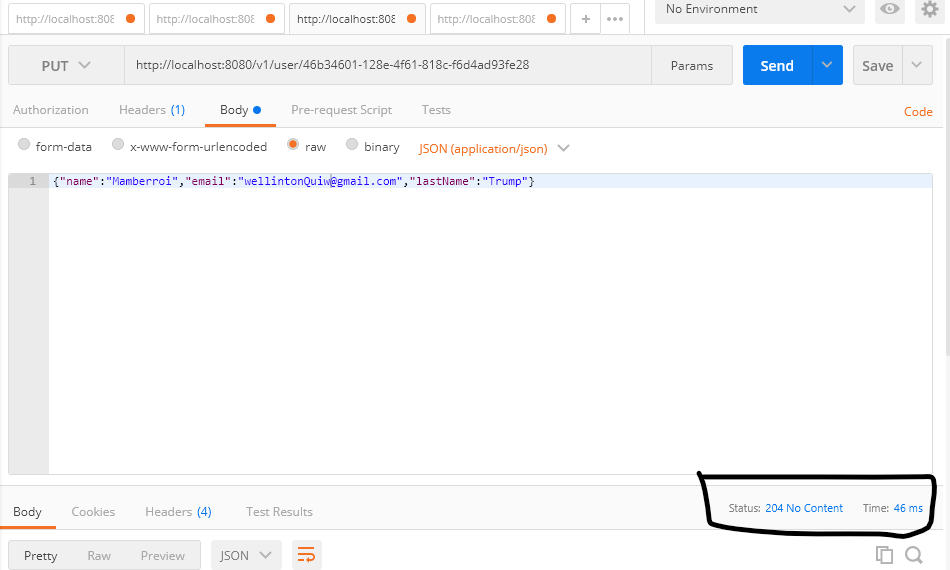 http://localhost:808 http://localhost:808 http://localhost:808 http://localhost:808 + ••• No Environment
PUT http://localhost:8080/v1/user/46b34601-128e-4f61-818c-f6d4ad93fe28 Params Send Save
Authorization Headers (1) Body Pre-request Script Tests Code
form-data x-www-form-urlencoded raw binary JSON (application/json)
1 {"name":"Mamberroi","email":"wellintonQuiw@gmail.com","lastName":"Trump"}
Body Cookies Headers (4) Test Results Status: 204 No Content Time: 46 ms
Pretty Raw Preview JSON